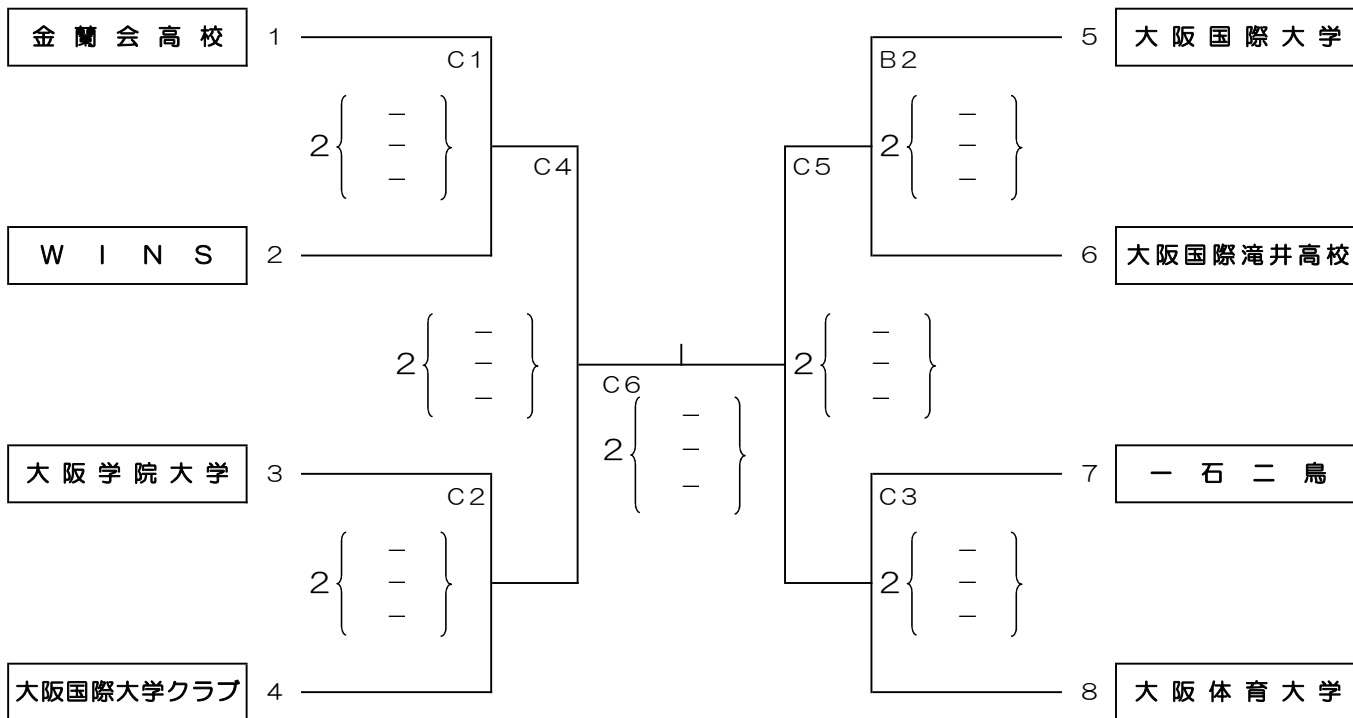 金蘭会高校 1
5 大阪国際大学
C1
B2
2 { － － － }
2 { － － － }
C4
C5
WINS 2
6 大阪国際滝井高校
2 { － － － }
2 { － － － }
C6
2 { － － － }
大阪学院大学 3
7 一石二鳥
C2
C3
2 { － － － }
2 { － － － }
大阪国際大学クラブ 4
8 大阪体育大学